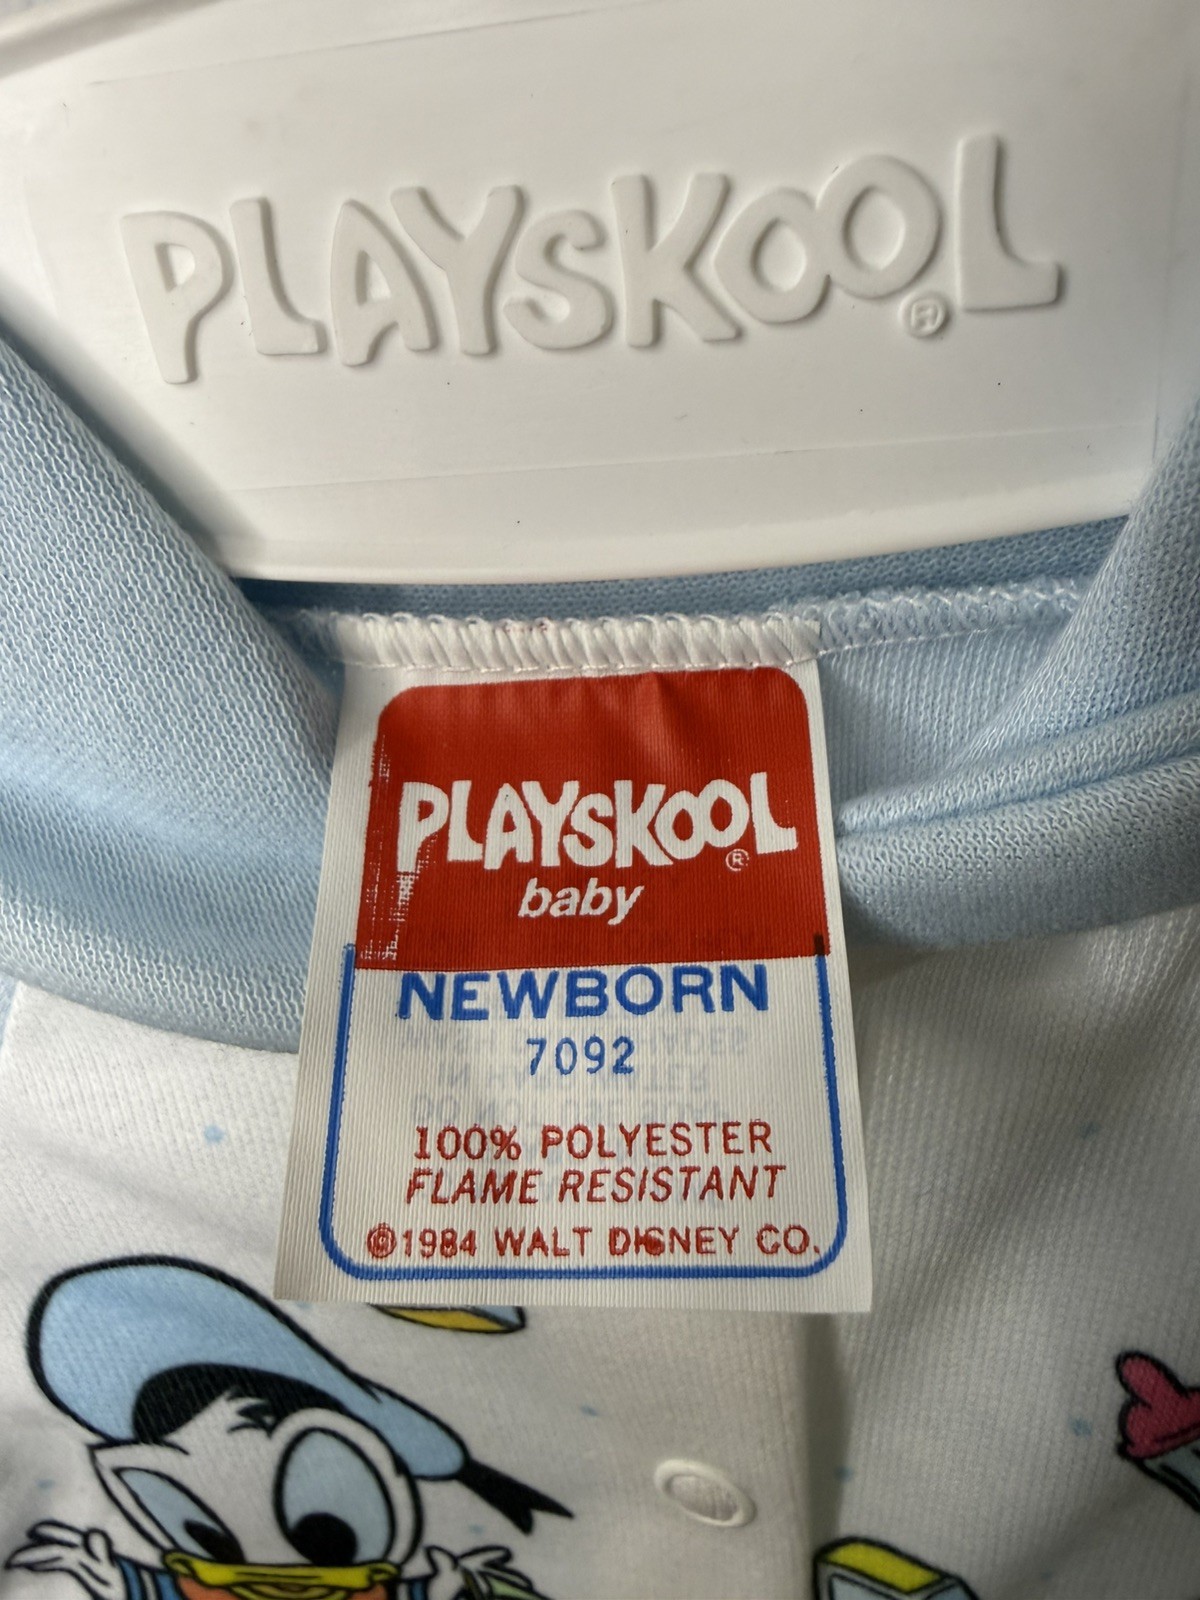 PLAYSKOOL®
PLAYSKOOL®
baby
NEWBORN
7092
100% POLYESTER
FLAME RESISTANT
©1984 WALT DISNEY CO.